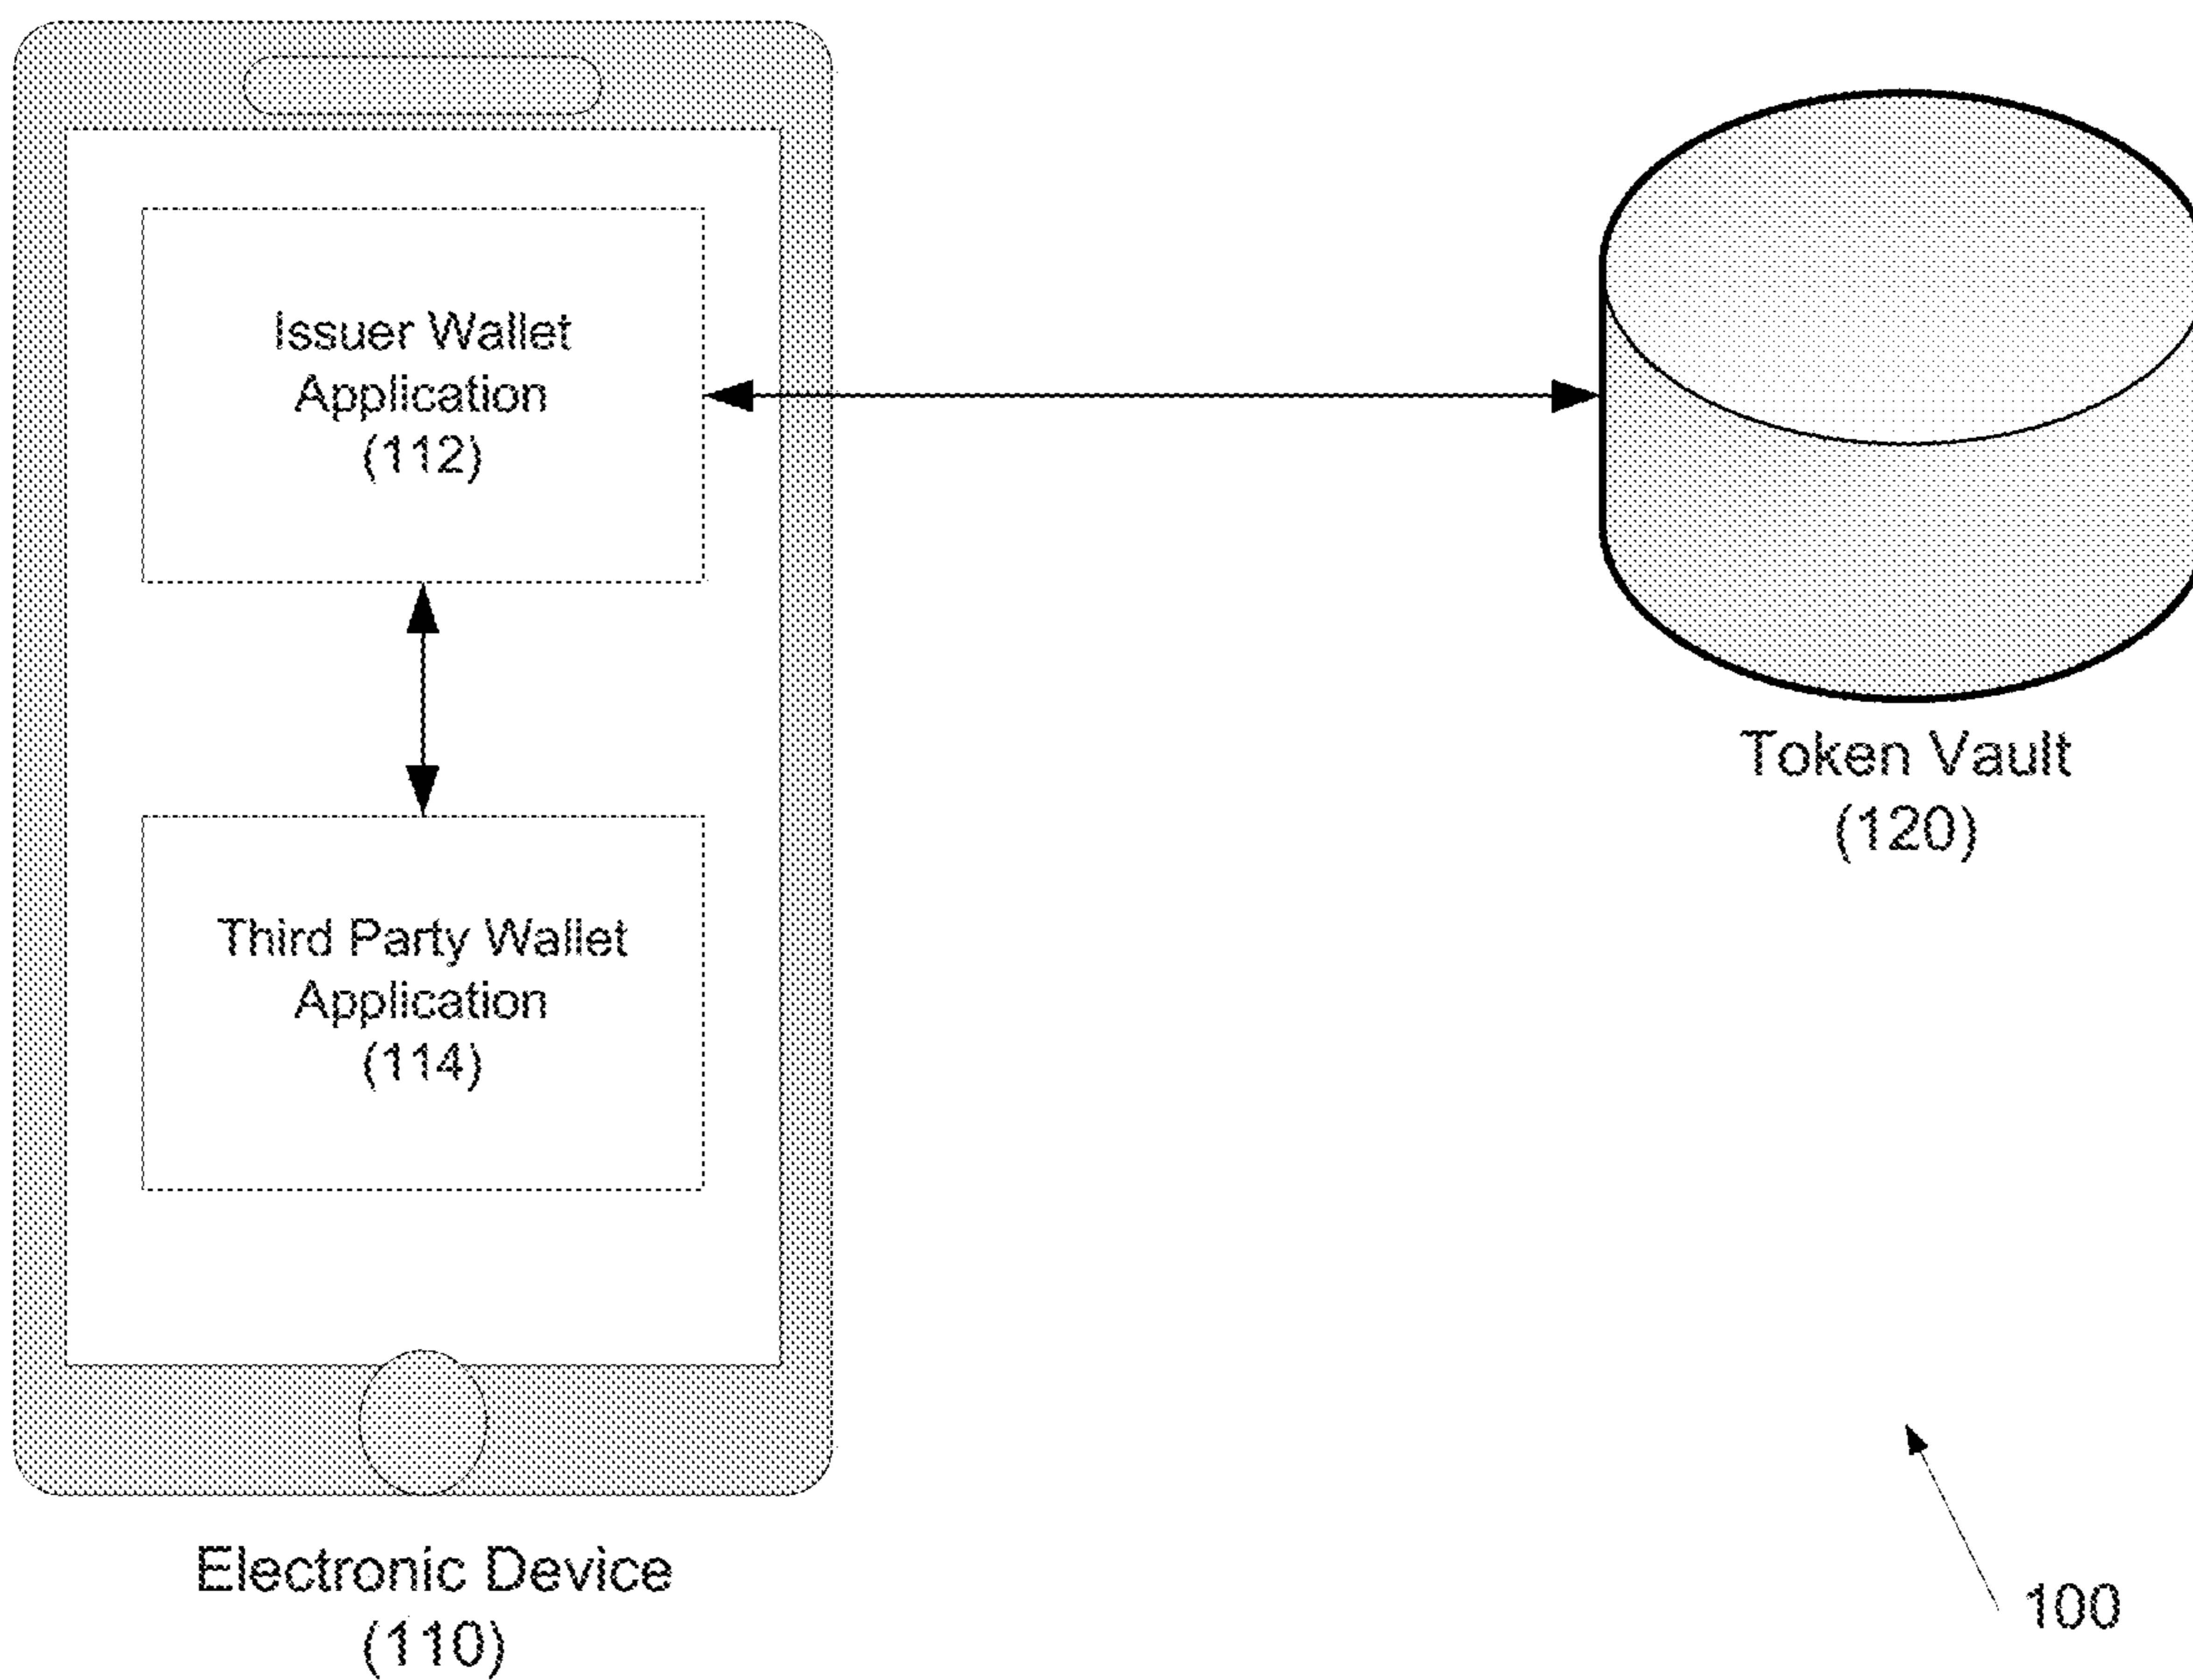 Issuer Wallet
Application
(112)
Third Party Wallet
Application
(114)
Token Vault
(120)
Electronic Device
(110)
100